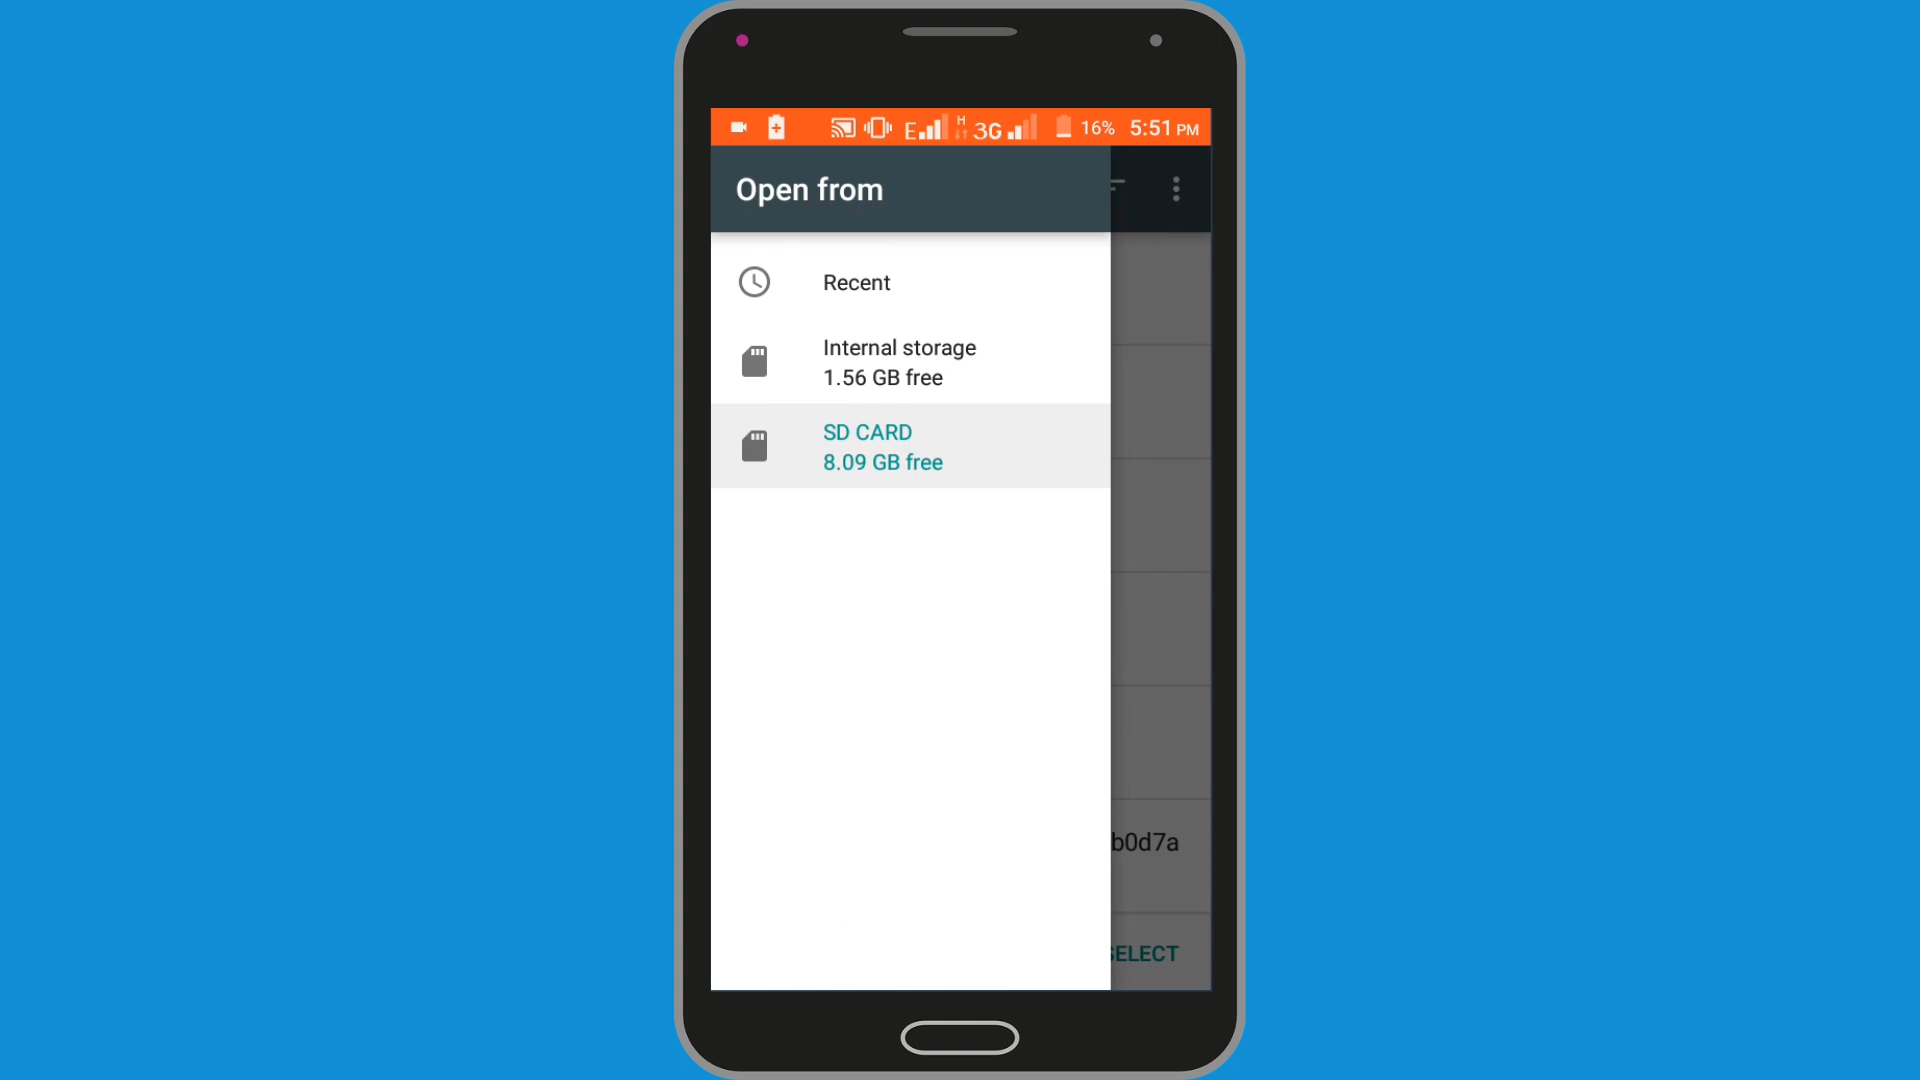 E H 3G 16% 5:51 PM
Open from
Recent
Internal storage
1.56 GB free
SD CARD
8.09 GB free
b0d7a
SELECT